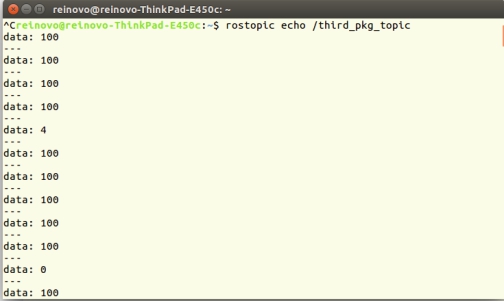 reinovo@reinovo-ThinkPad-E450c: ~
^Creinovo@reinovo-ThinkPad-E450c:~$ rostopic echo /third_pkg_topic
data: 100
---
data: 100
---
data: 100
---
data: 100
---
data: 4
---
data: 100
---
data: 100
---
data: 100
---
data: 100
---
data: 100
---
data: 0
---
data: 100